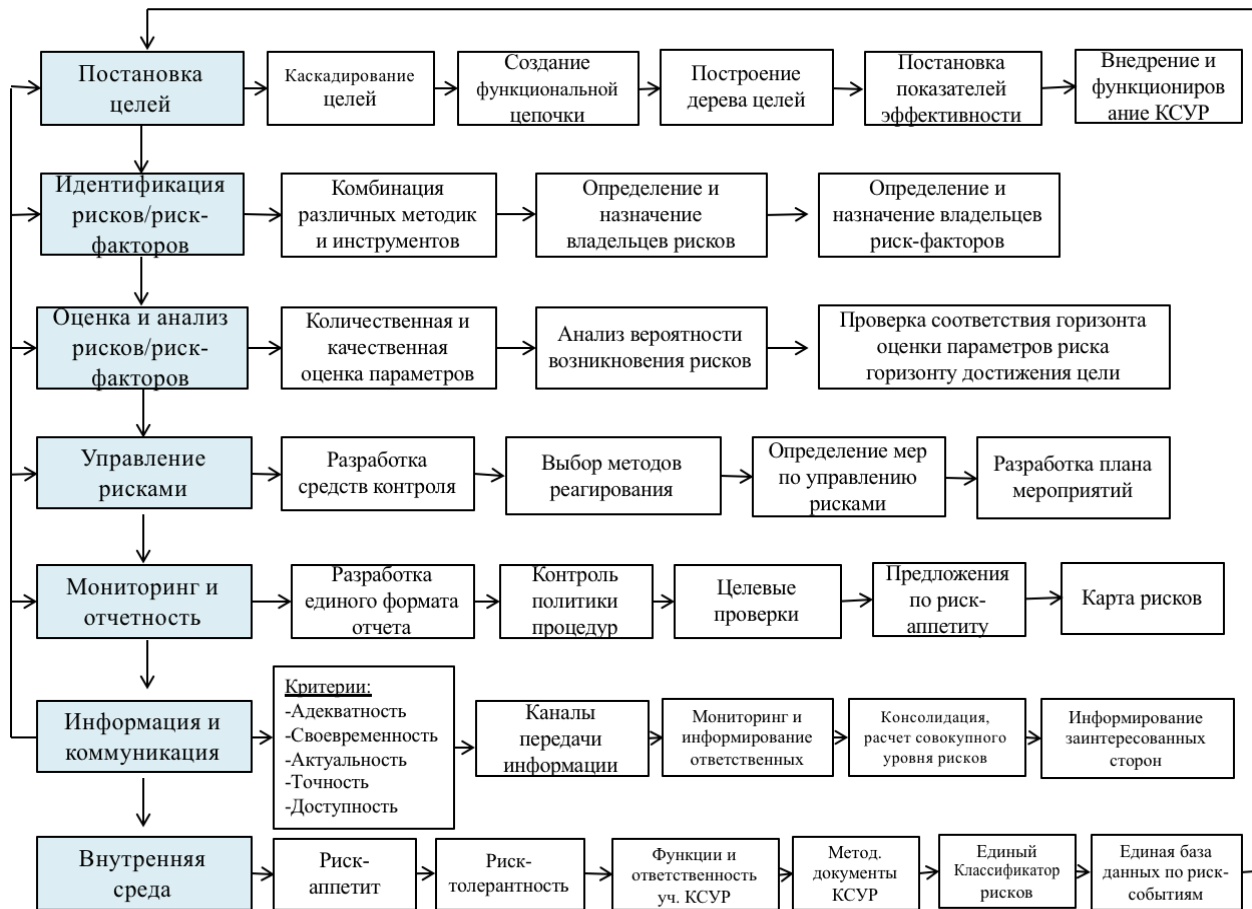 Постановка
целей
Каскадирование
целей
Создание
функциональной
цепочки
Построение
дерева целей
Постановка
показателей
эффективности
Внедрение и
функциониров
ание КСУР
Идентификация
рисков/риск-
факторов
Комбинация
различных методик
и инструментов
Определение и
назначение
владельцев рисков
Определение и
назначение владельцев
риск-факторов
Оценка и анализ
рисков/риск-
факторов
Количественная и
качественная
оценка параметров
Анализ вероятности
возникновения рисков
Проверка соответствия горизонта
оценки параметров риска
горизонту достижения цели
Управление
рисками
Разработка
средств контроля
Выбор методов
реагирования
Определение мер
по управлению
рисками
Разработка плана
мероприятий
Мониторинг и
отчетность
Разработка
единого формата
отчета
Контроль
политики
процедур
Целевые
проверки
Предложения
по риск-
аппетиту
Карта рисков
Информация и
коммуникация
Критерии:
-Адекватность
-Своевременность
-Актуальность
-Точность
-Доступность
Каналы
передачи
информации
Мониторинг и
информирование
ответственных
Консолидация,
расчет совокупного
уровня рисков
Информирование
заинтересованных
сторон
Внутренняя
среда
Риск-
аппетит
Риск-
толерантность
Функции и
ответственность
уч. КСУР
Метод.
документы
КСУР
Единый
Классификатор
рисков
Единая база
данных по риск-
событиям